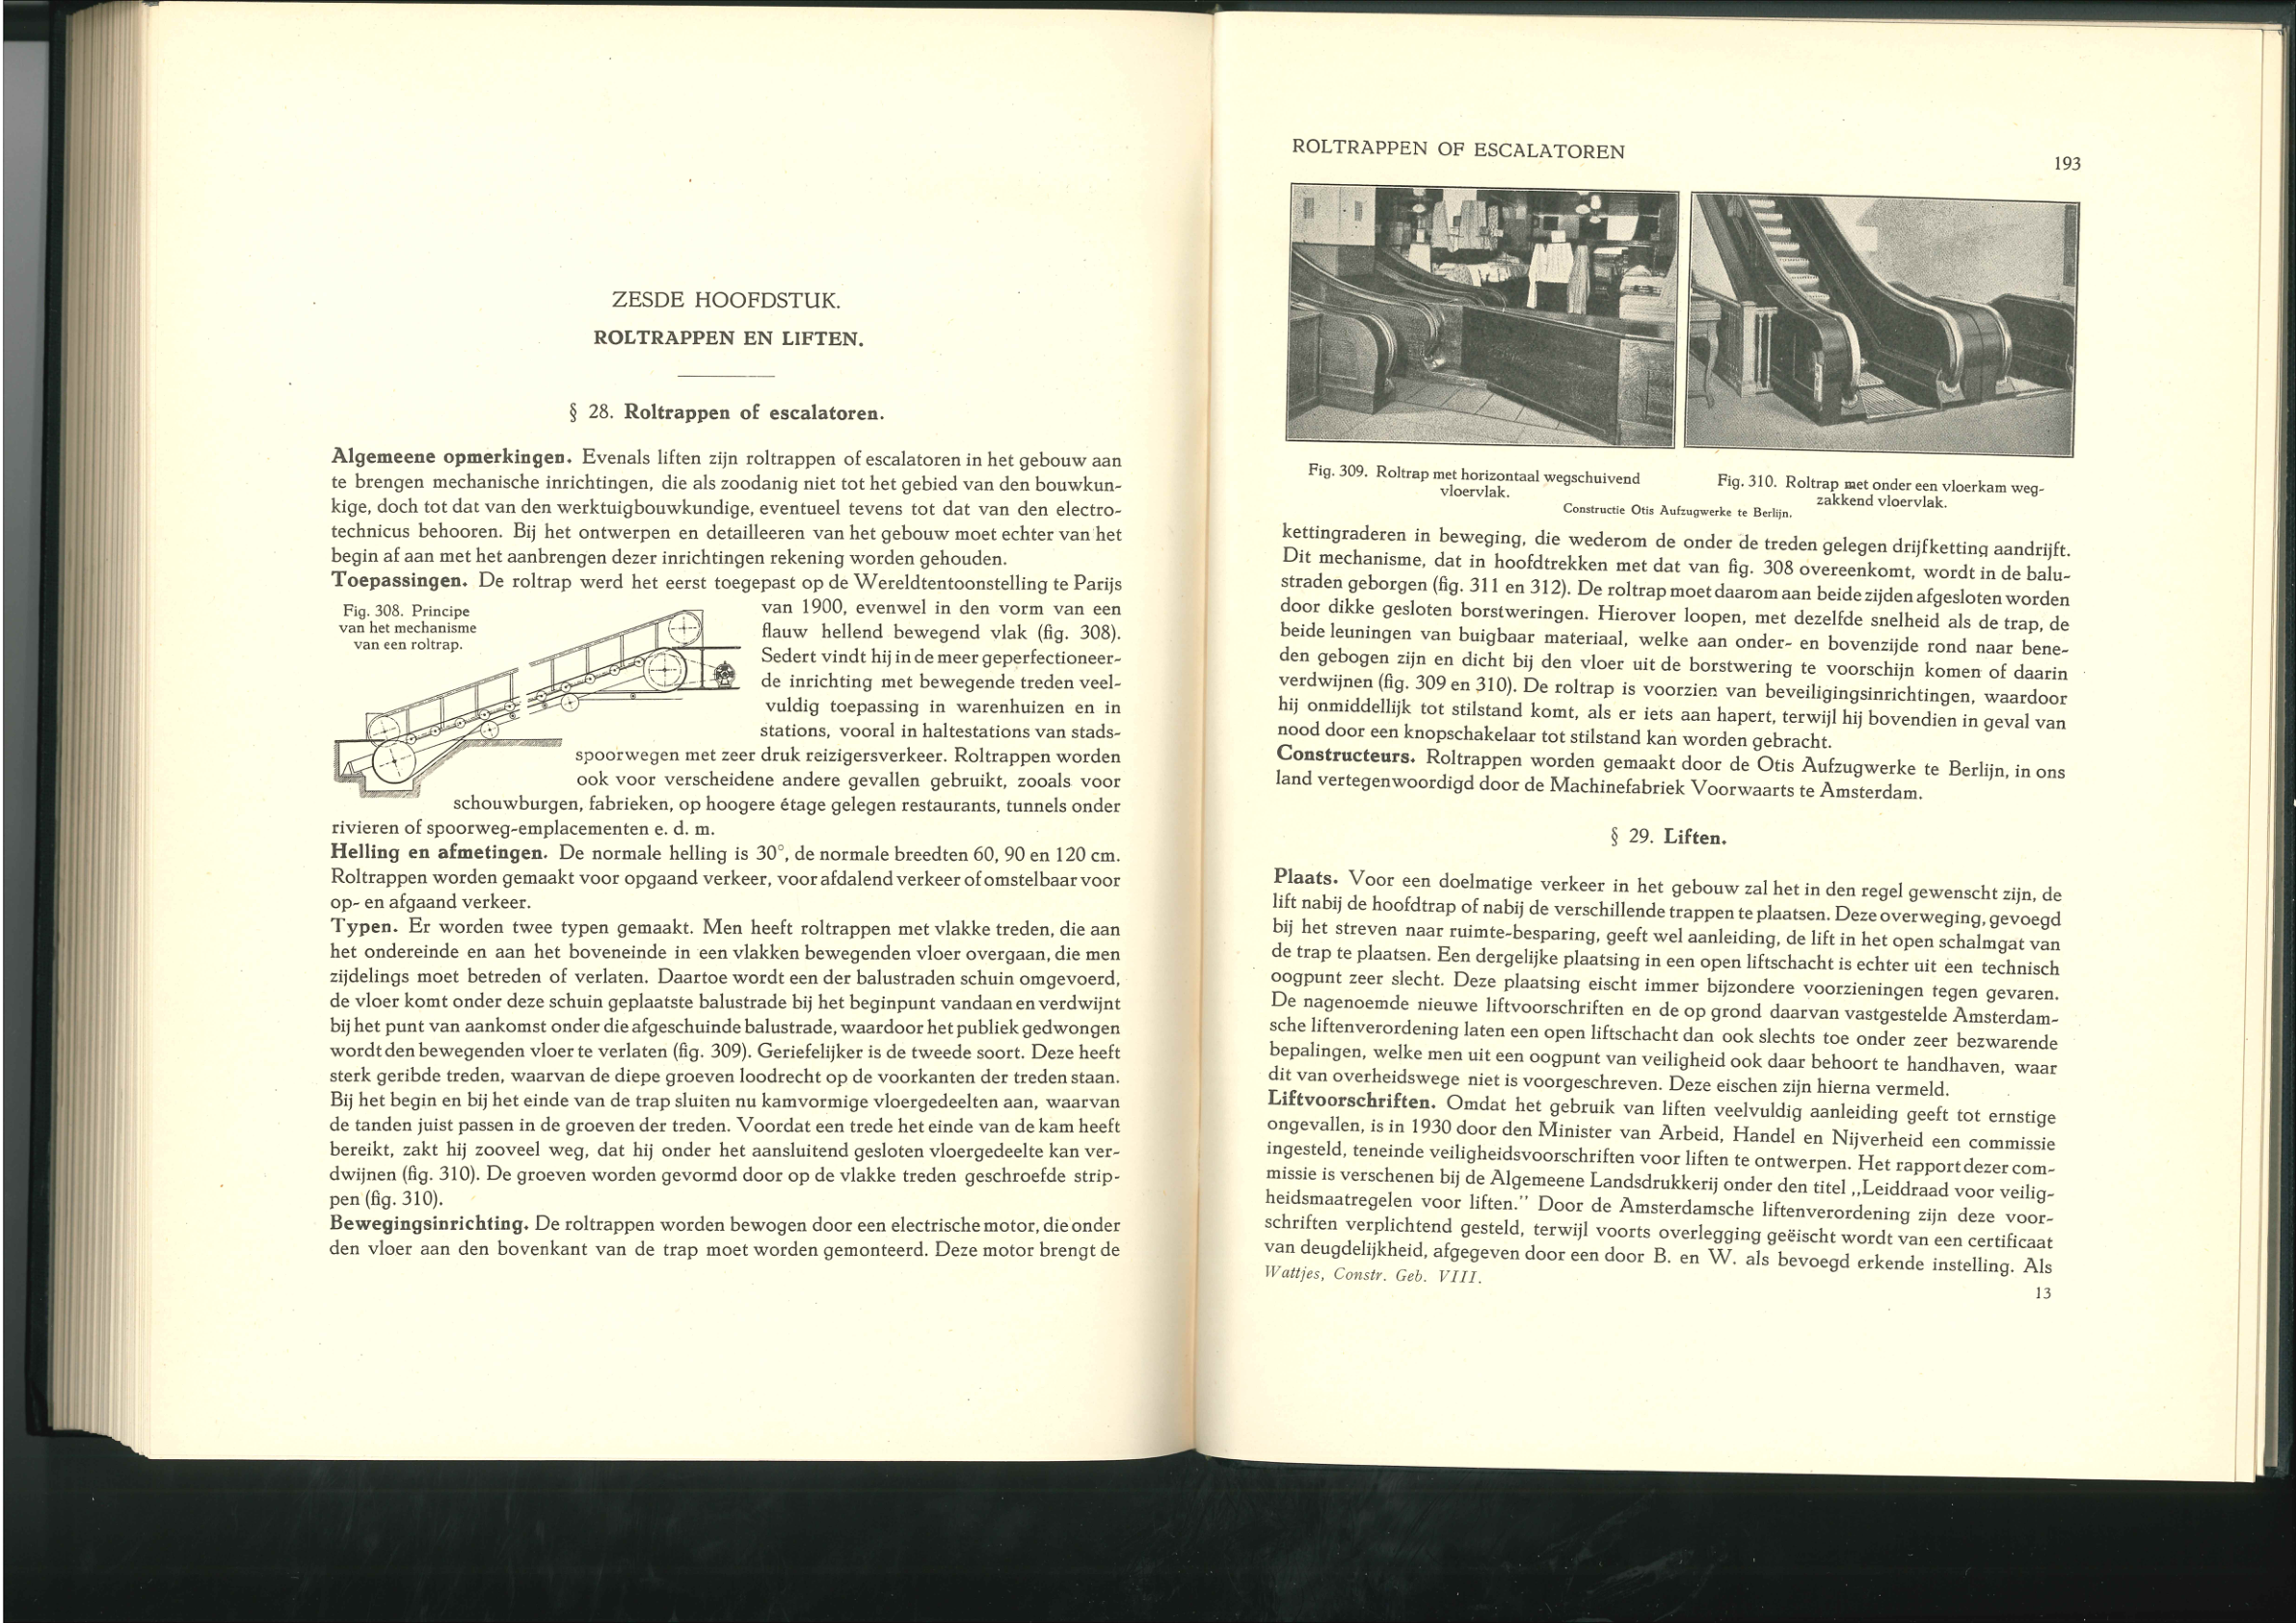 ZESDE HOOFDSTUK.
ROLTRAPPEN EN LIFTEN.
§ 28. Roltrappen of escalatoren.
Algemeene opmerkingen. Evenals liften zijn roltrappen of escalatoren in het gebouw aan
te brengen mechanische inrichtingen, die als zoodanig niet tot het gebied van den bouwkun-
kige, doch tot dat van den werktuigbouwkundige, eventueel tevens tot dat van den electro-
technicus behooren. Bij het ontwerpen en detailleeren van het gebouw moet echter van het
begin af aan met het aanbrengen dezer inrichtingen rekening worden gehouden.
Toepassingen. De roltrap werd het eerst toegepast op de Wereldtentoonstelling te Parijs
Fig. 308. Principe
van het mechanisme
van een roltrap.
van 1900, evenwel in den vorm van een
flauw hellend bewegend vlak (fig. 308).
Sedert vindt hij in de meer geperfectioneer-
de inrichting met bewegende treden veel-
vuldig toepassing in warenhuizen en in
stations, vooral in haltestations van stads-
spoorwegen met zeer druk reizigersverkeer. Roltrappen worden
ook voor verscheidene andere gevallen gebruikt, zooals voor
schouwburgen, fabrieken, op hoogere étage gelegen restaurants, tunnels onder
rivieren of spoorweg-emplacementen e. d. m.
Helling en afmetingen. De normale helling is 30°, de normale breedten 60, 90 en 120 cm.
Roltrappen worden gemaakt voor opgaand verkeer, voor afdalend verkeer of omstelbaar voor
op- en afgaand verkeer.
Typen. Er worden twee typen gemaakt. Men heeft roltrappen met vlakke treden, die aan
het ondereinde en aan het boveneinde in een vlakken bewegenden vloer overgaan, die men
zijdelings moet betreden of verlaten. Daartoe wordt een der balustraden schuin omgevoerd,
de vloer komt onder deze schuin geplaatste balustrade bij het beginpunt vandaan en verdwijnt
bij het punt van aankomst onder die afgeschuinde balustrade, waardoor het publiek gedwongen
wordt den bewegenden vloer te verlaten (fig. 309). Geriefelijker is de tweede soort. Deze heeft
sterk geribde treden, waarvan de diepe groeven loodrecht op de voorkanten der treden staan.
Bij het begin en bij het einde van de trap sluiten nu kamvormige vloergedeelten aan, waarvan
de tanden juist passen in de groeven der treden. Voordat een trede het einde van de kam heeft
bereikt, zakt hij zooveel weg, dat hij onder het aansluitend gesloten vloergedeelte kan ver-
dwijnen (fig. 310). De groeven worden gevormd door op de vlakke treden geschroefde strip-
pen (fig. 310).
Bewegingsinrichting. De roltrappen worden bewogen door een electrische motor, die onder
den vloer aan den bovenkant van de trap moet worden gemonteerd. Deze motor brengt de
ROLTRAPPEN OF ESCALATOREN
193
Fig. 309. Roltrap met horizontaal wegschuivend
vloervlak.
Fig. 310. Roltrap met onder een vloerkam weg-
zakkend vloervlak.
Constructie Otis Aufzugwerke te Berlijn.
kettingraderen in beweging, die wederom de onder de treden gelegen drijfketting aandrijft.
Dit mechanisme, dat in hoofdtrekken met dat van fig. 308 overeenkomt, wordt in de balu-
straden geborgen (fig. 311 en 312). De roltrap moet daarom aan beide zijden afgesloten worden
door dikke gesloten borstweringen. Hierover loopen, met dezelfde snelheid als de trap, de
beide leuningen van buigbaar materiaal, welke aan onder- en bovenzijde rond naar bene-
den gebogen zijn en dicht bij den vloer uit de borstwering te voorschijn komen of daarin
verdwijnen (fig. 309 en 310). De roltrap is voorzien van beveiligingsinrichtingen, waardoor
hij onmiddellijk tot stilstand komt, als er iets aan hapert, terwijl hij bovendien in geval van
nood door een knopschakelaar tot stilstand kan worden gebracht.
Constructeurs. Roltrappen worden gemaakt door de Otis Aufzugwerke te Berlijn, in ons
land vertegenwoordigd door de Machinefabriek Voorwaarts te Amsterdam.
§ 29. Liften.
Plaats. Voor een doelmatige verkeer in het gebouw zal het in den regel gewenscht zijn, de
lift nabij de hoofdtrap of nabij de verschillende trappen te plaatsen. Deze overweging, gevoegd
bij het streven naar ruimte-besparing, geeft wel aanleiding, de lift in het open schalmgat van
de trap te plaatsen. Een dergelijke plaatsing in een open liftschacht is echter uit een technisch
oogpunt zeer slecht. Deze plaatsing eischt immer bijzondere voorzieningen tegen gevaren.
De nagenoemde nieuwe liftvoorschriften en de op grond daarvan vastgestelde Amsterdam-
sche liftenverordening laten een open liftschacht dan ook slechts toe onder zeer bezwarende
bepalingen, welke men uit een oogpunt van veiligheid ook daar behoort te handhaven, waar
dit van overheidswege niet is voorgeschreven. Deze eischen zijn hierna vermeld.
Liftvoorschriften. Omdat het gebruik van liften veelvuldig aanleiding geeft tot ernstige
ongevallen, is in 1930 door den Minister van Arbeid, Handel en Nijverheid een commissie
ingesteld, teneinde veiligheidsvoorschriften voor liften te ontwerpen. Het rapport dezer com-
missie is verschenen bij de Algemeene Landsdrukkerij onder den titel „Leiddraad voor veilig-
heidsmaatregelen voor liften.” Door de Amsterdamsche liftenverordening zijn deze voor-
schriften verplichtend gesteld, terwijl voorts overlegging geëischt wordt van een certificaat
van deugdelijkheid, afgegeven door een door B. en W. als bevoegd erkende instelling. Als
Wattjes, Constr. Geb. VIII.
13